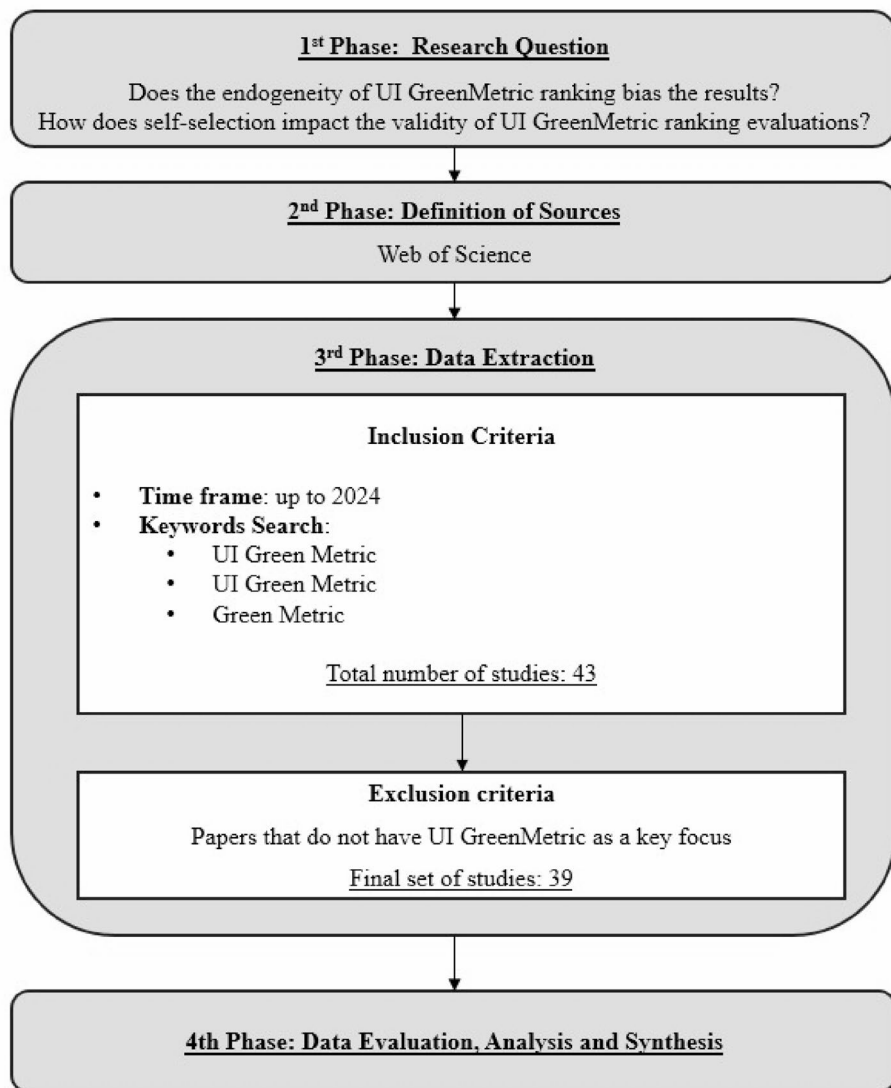 1st Phase:  Research Question
Does the endogeneity of UI GreenMetric ranking bias the results?
How does self-selection impact the validity of UI GreenMetric ranking evaluations?
2nd Phase: Definition of Sources
Web of Science
3rd Phase: Data Extraction
Inclusion Criteria
• Time frame: up to 2024
• Keywords Search:
• UI Green Metric
• UI Green Metric
• Green Metric
Total number of studies: 43
Exclusion criteria
Papers that do not have UI GreenMetric as a key focus
Final set of studies: 39
4th Phase: Data Evaluation, Analysis and Synthesis